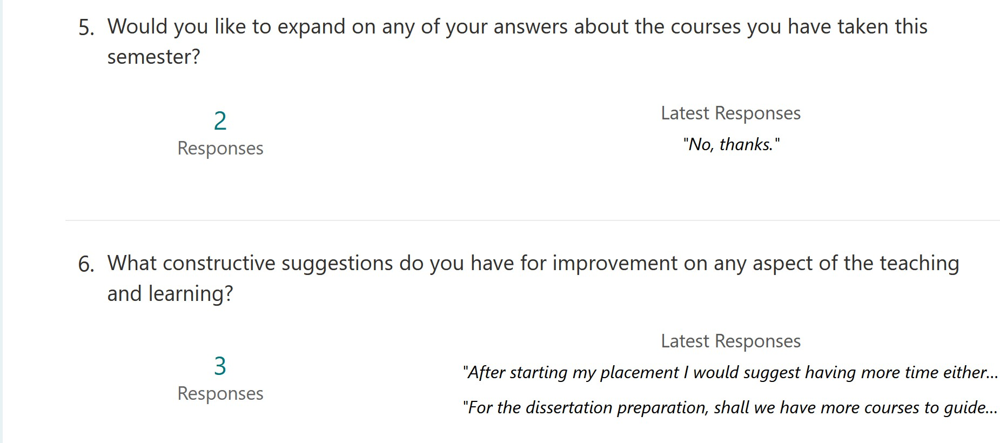 5. Would you like to expand on any of your answers about the courses you have taken this
semester?
2
Responses
Latest Responses
"No, thanks."
6. What constructive suggestions do you have for improvement on any aspect of the teaching
and learning?
3
Responses
Latest Responses
"After starting my placement I would suggest having more time either...
"For the dissertation preparation, shall we have more courses to guide...